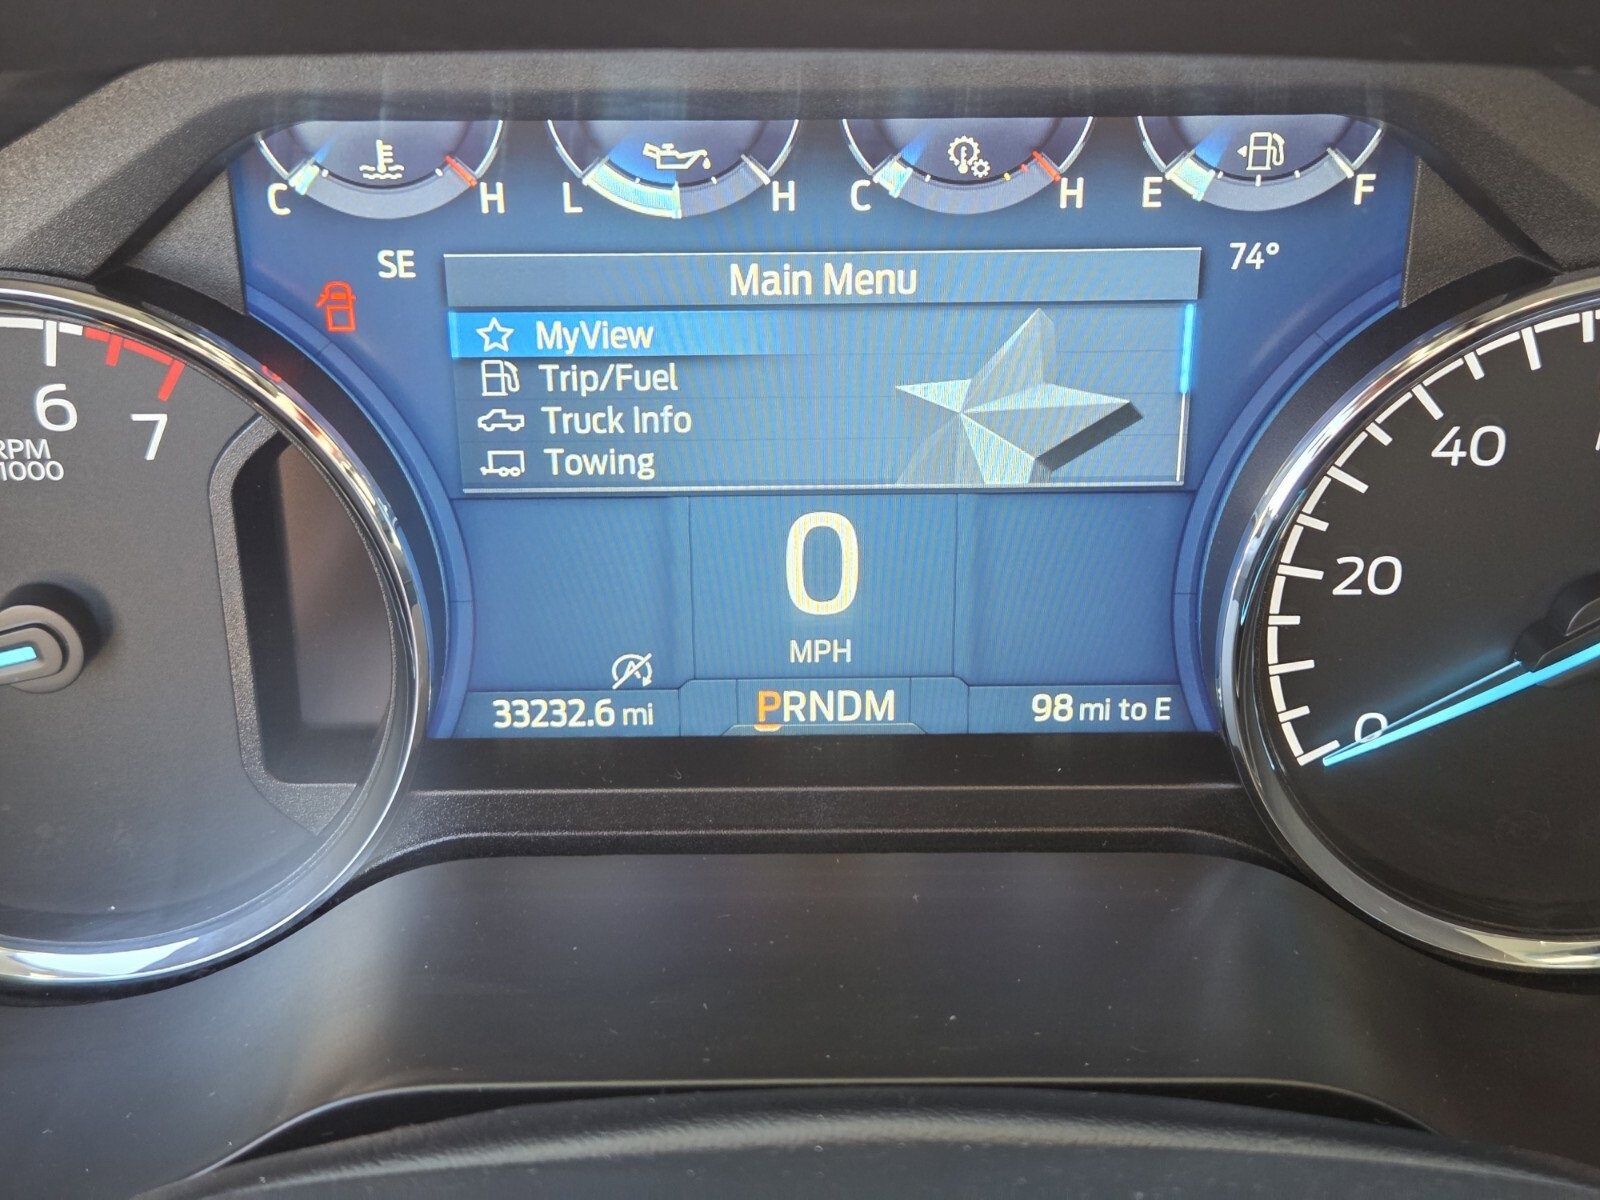 C H L H C H E F
SE
74°
Main Menu
MyView
Trip/Fuel
Truck Info
Towing
6
7
RPM
1000
40
20
0
0
MPH
33232.6 mi
PRNDM
98 mi to E